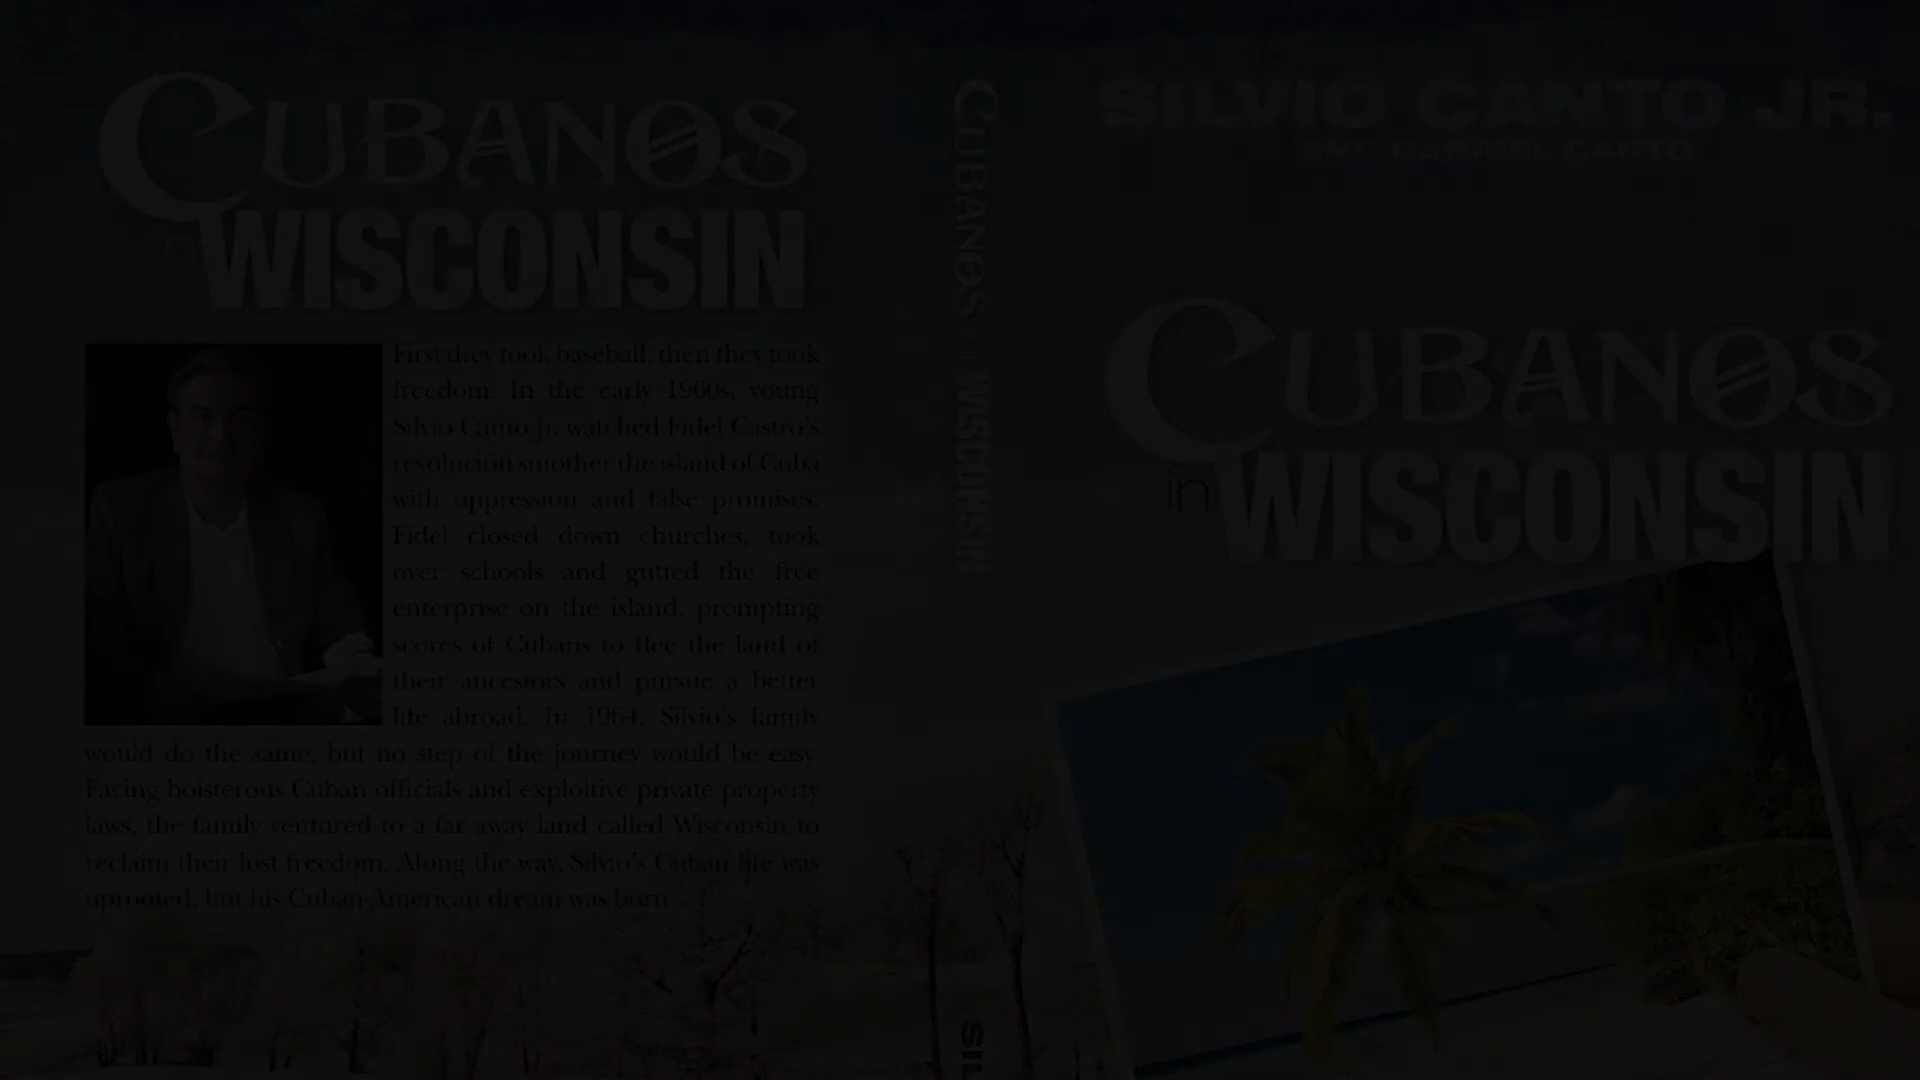 CUBANOS
in WISCONSIN
First they took baseball, then they took
freedom. In the early 1960s, young
Silvio Canto Jr. watched Fidel Castro's
revolución smother the island of Cuba
with oppression and false promises.
Fidel closed down churches, took
over schools and gutted the free
enterprise on the island, prompting
scores of Cubans to flee the land of
their ancestors and pursue a better
life abroad. In 1964, Silvio's family
would do the same, but no step of the journey would be easy.
Facing boisterous Cuban officials and exploitive private property
laws, the family ventured to a far away land called Wisconsin to
reclaim their lost freedom. Along the way, Silvio's Cuban life was
uprooted, but his Cuban-American dream was born.
CUBANOS in WISCONSIN
SIL
SILVIO CANTO JR.
AND GABRIEL CANTO
CUBANOS
in WISCONSIN